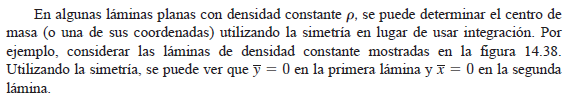 En algunas láminas planas con densidad constante ρ, se puede determinar el centro de
masa (o una de sus coordenadas) utilizando la simetría en lugar de usar integración. Por
ejemplo, considerar las láminas de densidad constante mostradas en la figura 14.38.
Utilizando la simetría, se puede ver que y̅ = 0 en la primera lámina y x̅ = 0 en la segunda
lámina.